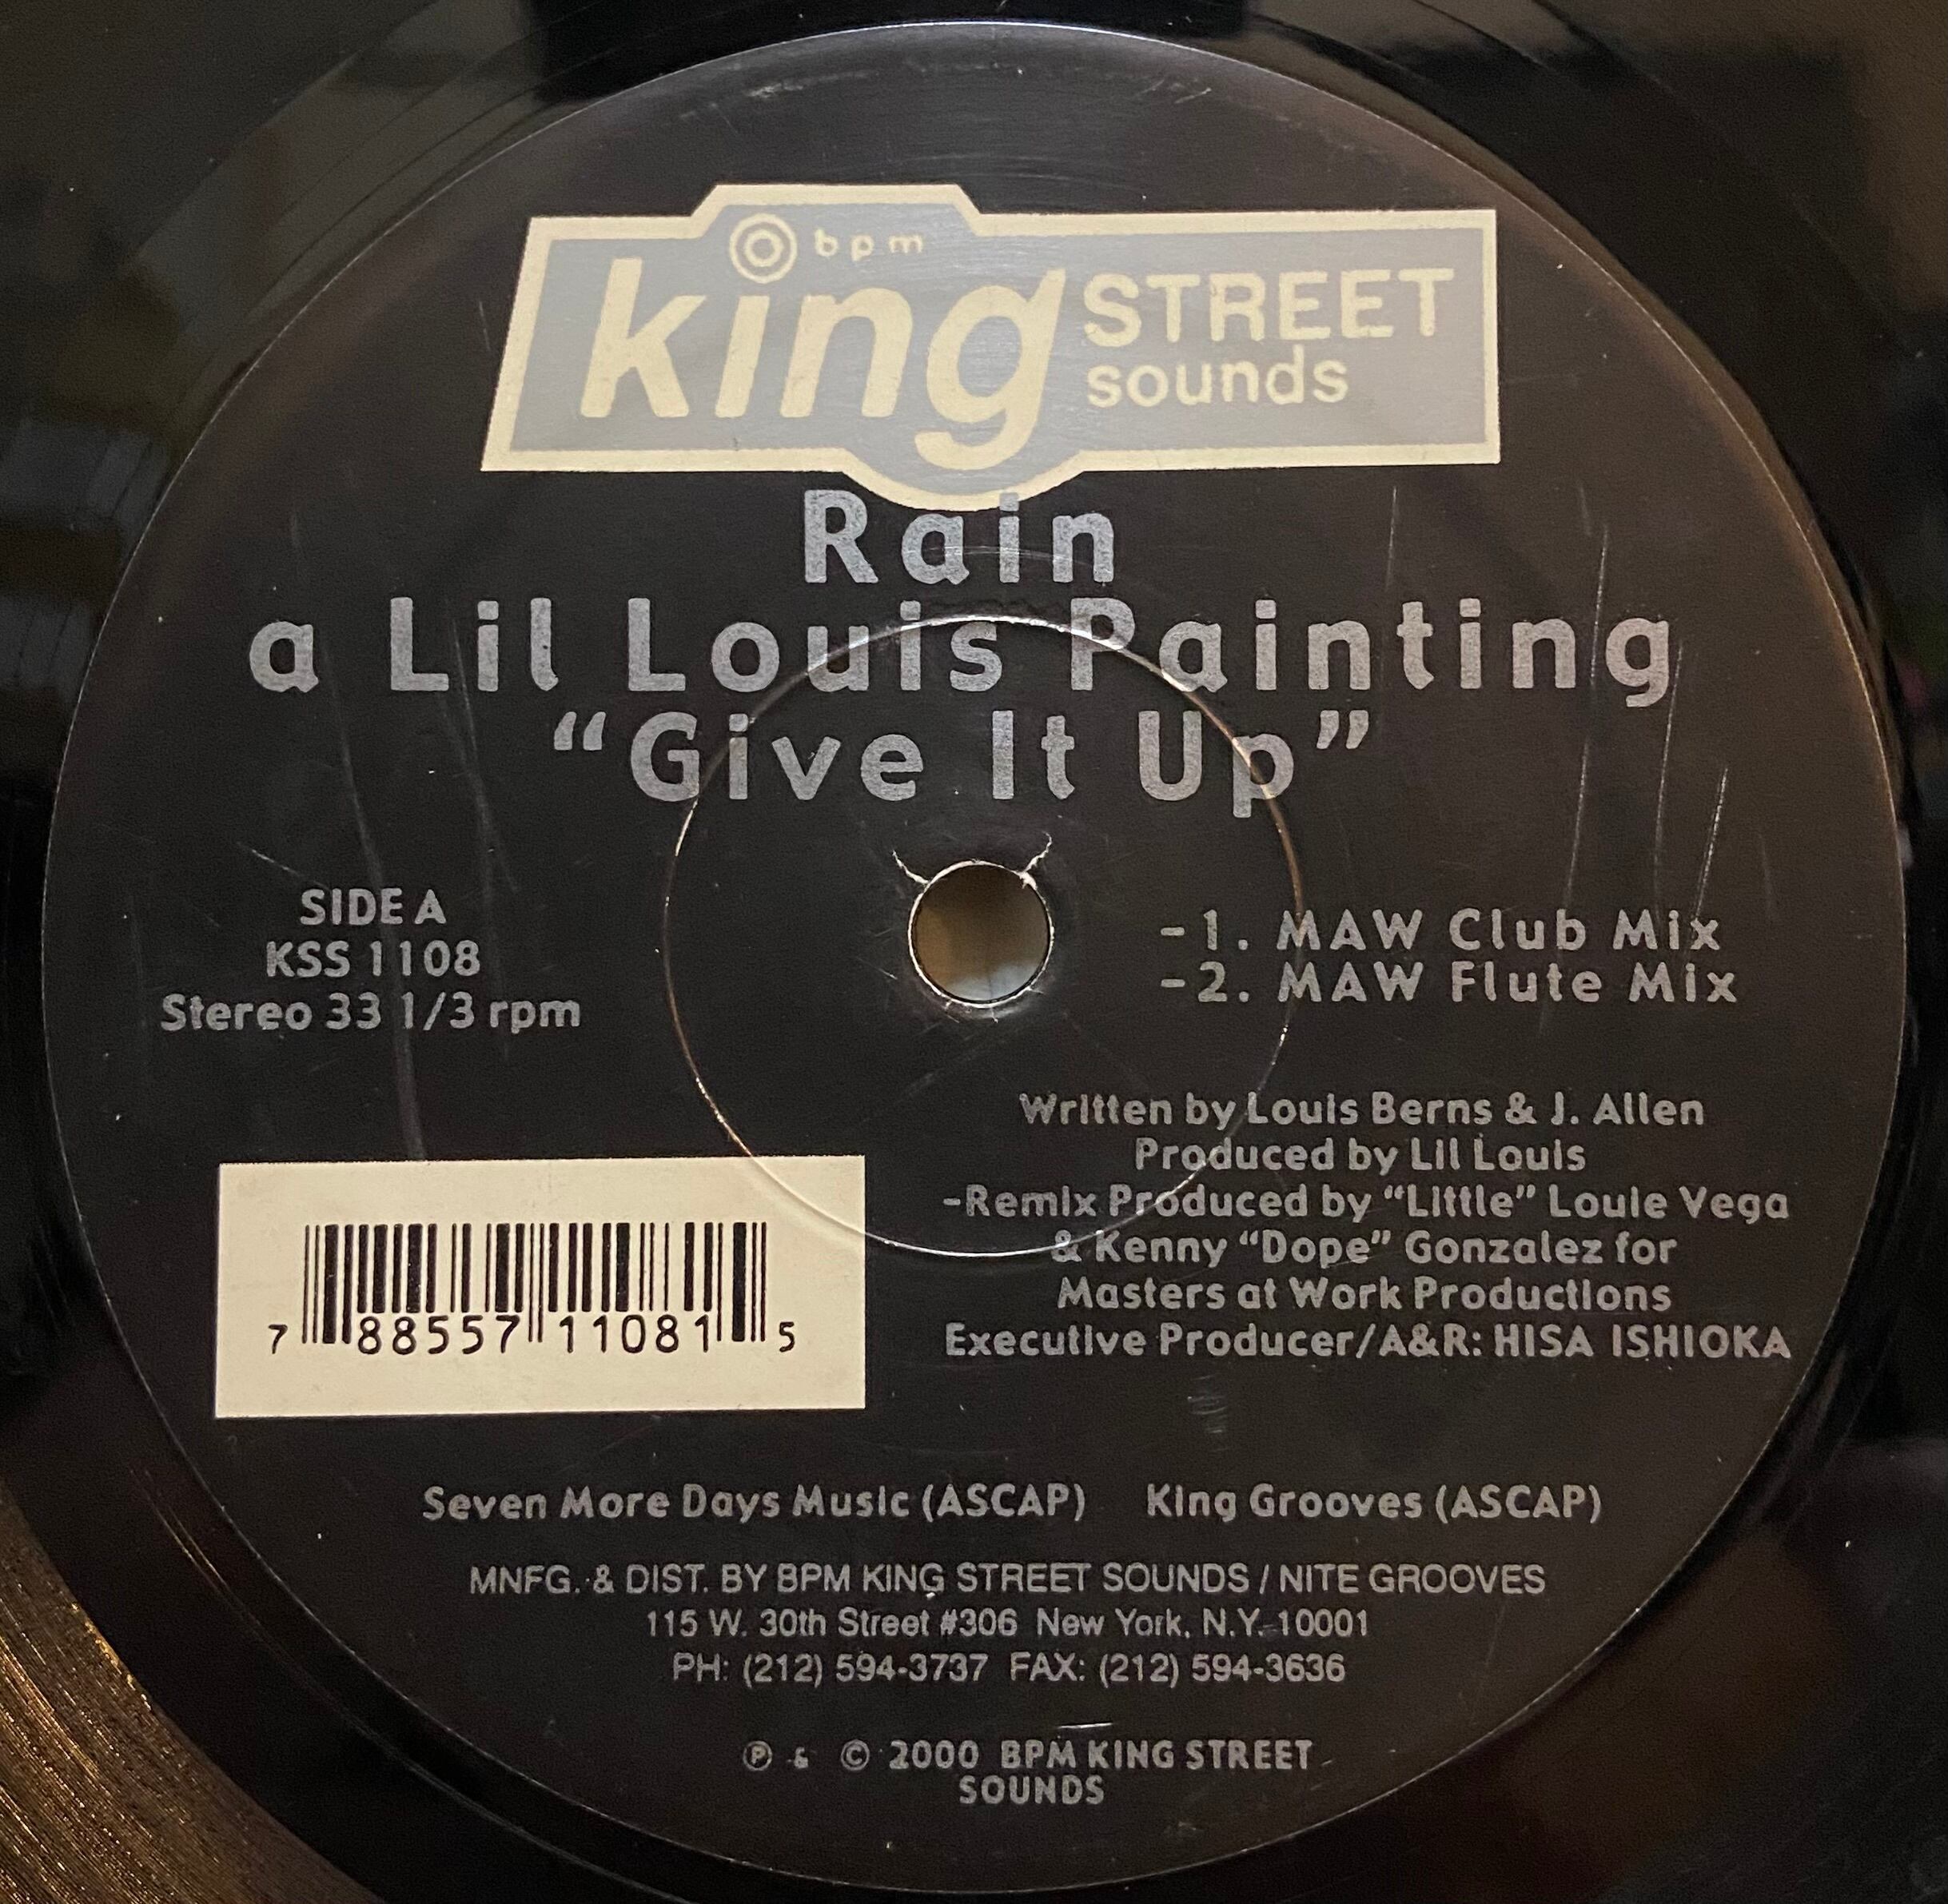 bpm
king STREET
sounds
Rain
a Lil Louis Painting
“Give It Up”
SIDE A
KSS 1108
Stereo 33 1/3 rpm
-1. MAW Club Mix
-2. MAW Flute Mix
Written by Louis Berns & J. Allen
Produced by Lil Louis
-Remix Produced by “Little” Louie Vega
& Kenny “Dope” Gonzalez for
Masters at Work Productions
Executive Producer/A&R: HISA ISHIOKA
7 88557 11081 5
Seven More Days Music (ASCAP) King Grooves (ASCAP)
MNFG. & DIST. BY BPM KING STREET SOUNDS / NITE GROOVES
115 W. 30th Street #306 New York, N.Y. 10001
PH: (212) 594-3737 FAX: (212) 594-3636
℗ & © 2000 BPM KING STREET
SOUNDS